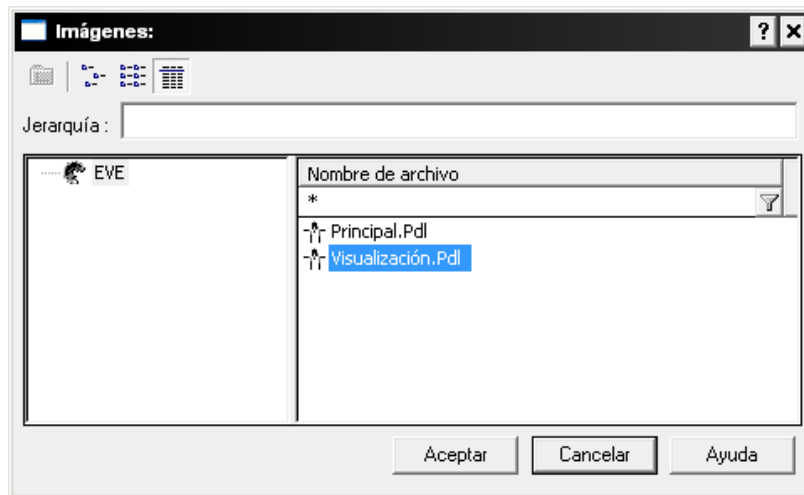 Imágenes:
Jerarquía :
EVE
Nombre de archivo
*
Principal.Pdl
Visualización.Pdl
Aceptar
Cancelar
Ayuda